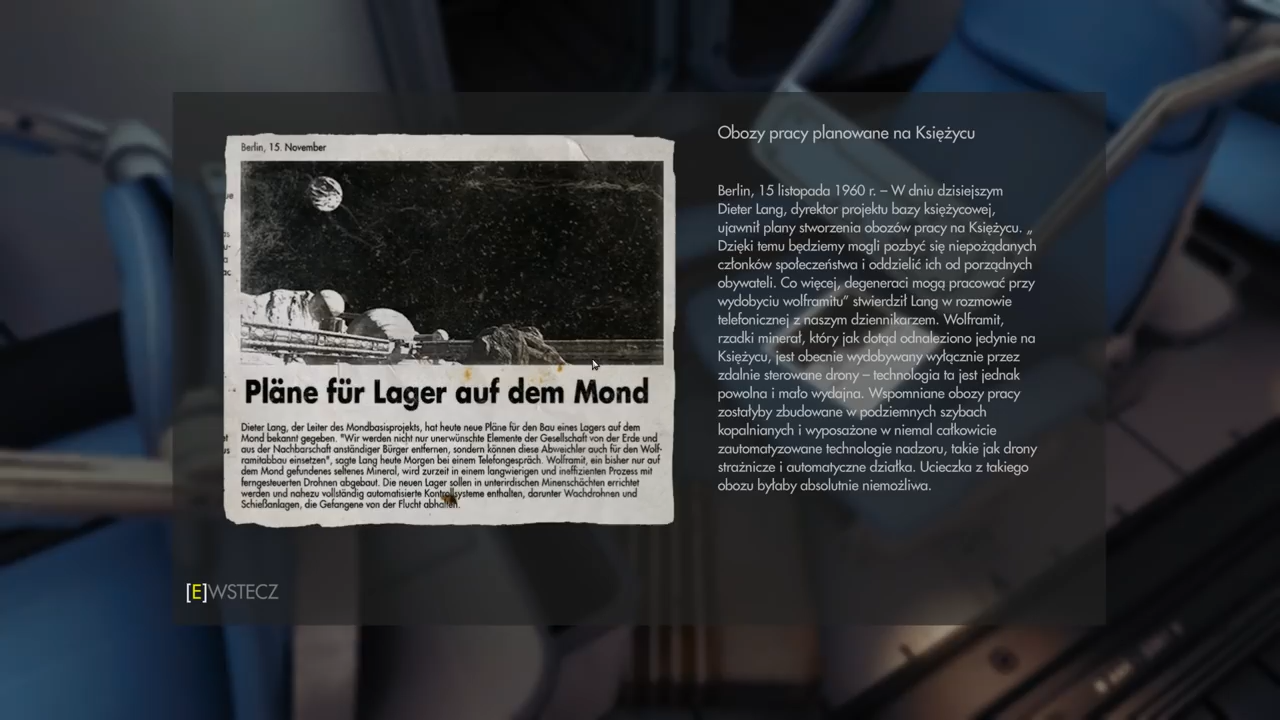 Berlin, 15. November
Pläne für Lager auf dem Mond
Dieter Lang, der Leiter des Mondbasisprojekts, hat heute neue Pläne für den Bau eines Lagers auf dem
Mond bekannt gegeben. "Wir werden nicht nur unerwünschte Elemente der Gesellschaft von der Erde und
aus der Nachbarschaft anständiger Bürger entfernen, sondern können diese Abweichler auch für den Wolf-
ramitabbau einsetzen", sagte Lang heute Morgen bei einem Telefongespräch. Wolframit, ein bisher nur auf
dem Mond gefundenes seltenes Mineral, wird zurzeit in einem langwierigen und ineffizienten Prozess mit
ferngesteuerten Drohnen abgebaut. Die neuen Lager sollen in unterirdischen Minenschächten errichtet
werden und nahezu vollständig automatisierte Kontrollsysteme enthalten, darunter Wachdrohnen und
Schießanlagen, die Gefangene von der Flucht abhalten.
Obozy pracy planowane na Księżycu
Berlin, 15 listopada 1960 r. – W dniu dzisiejszym
Dieter Lang, dyrektor projektu bazy księżycowej,
ujawnił plany stworzenia obozów pracy na Księżycu. „
Dzięki temu będziemy mogli pozbyć się niepożądanych
członków społeczeństwa i oddzielić ich od porządnych
obywateli. Co więcej, degeneraci mogą pracować przy
wydobyciu wolframitu” stwierdził Lang w rozmowie
telefonicznej z naszym dziennikarzem. Wolframit,
rzadki minerał, który jak dotąd odnaleziono jedynie na
Księżycu, jest obecnie wydobywany wyłącznie przez
zdalnie sterowane drony – technologia ta jest jednak
powolna i mało wydajna. Wspomniane obozy pracy
zostałyby zbudowane w podziemnych szybach
kopalnianych i wyposażone w niemal całkowicie
zautomatyzowane technologie nadzoru, takie jak drony
strażnicze i automatyczne działka. Ucieczka z takiego
obozu byłaby absolutnie niemożliwa.
[E]WSTECZ